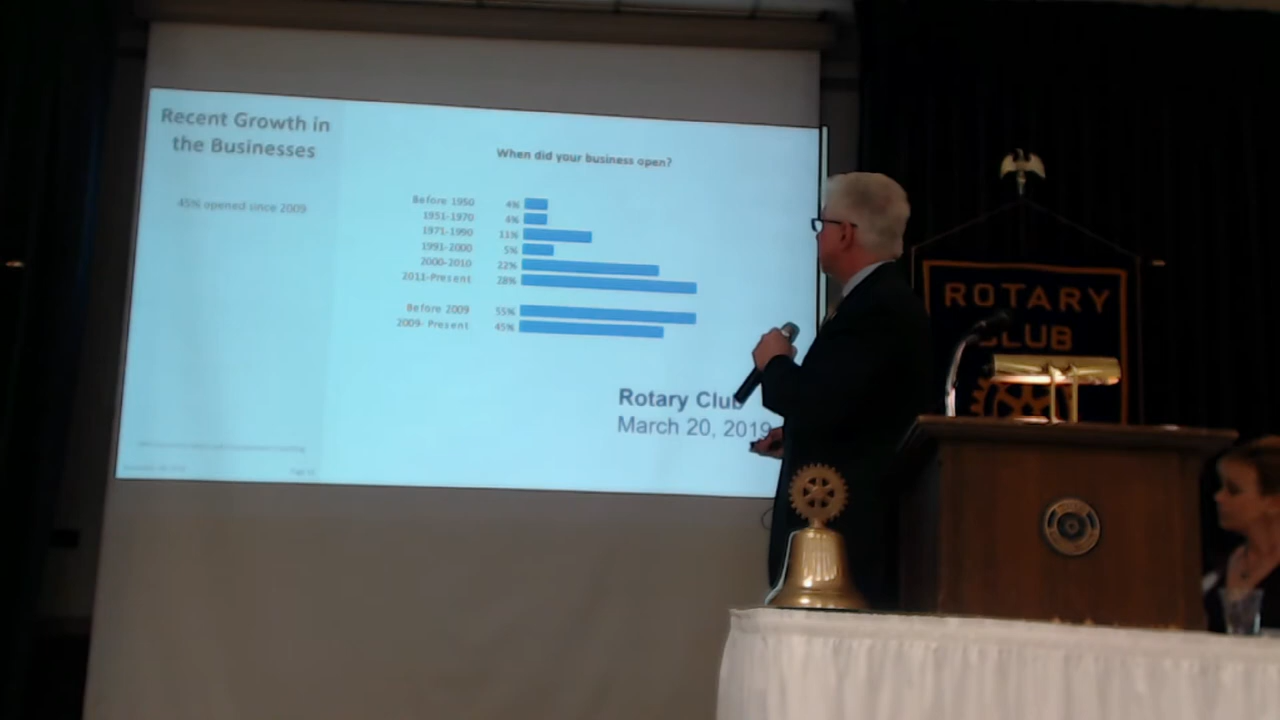 Recent Growth in
the Businesses
45% opened since 2009
When did your business open?
Before 1950 4%
1951-1970 4%
1971-1990 11%
1991-2000 5%
2000-2010 22%
2011-Present 28%
Before 2009 55%
2009- Present 45%
Rotary Club
March 20, 2019
ROTARY
CLUB